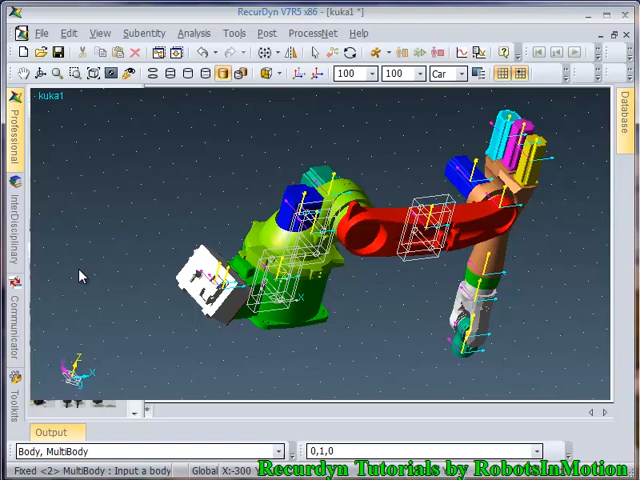 RecurDyn V7R5 x86 - [kuka1 *]
File Edit View Subentity Analysis Tools Post ProcessNet Help
100 100 Car
kuka1
Professional
InterDisciplinary
Communicator
Toolkits
Database
X
Z
X
Output
Body, MultiBody 0,1,0
Fixed <2> MultiBody : Input a body Global X:-300
Recurdyn Tutorials by RobotsInMotion